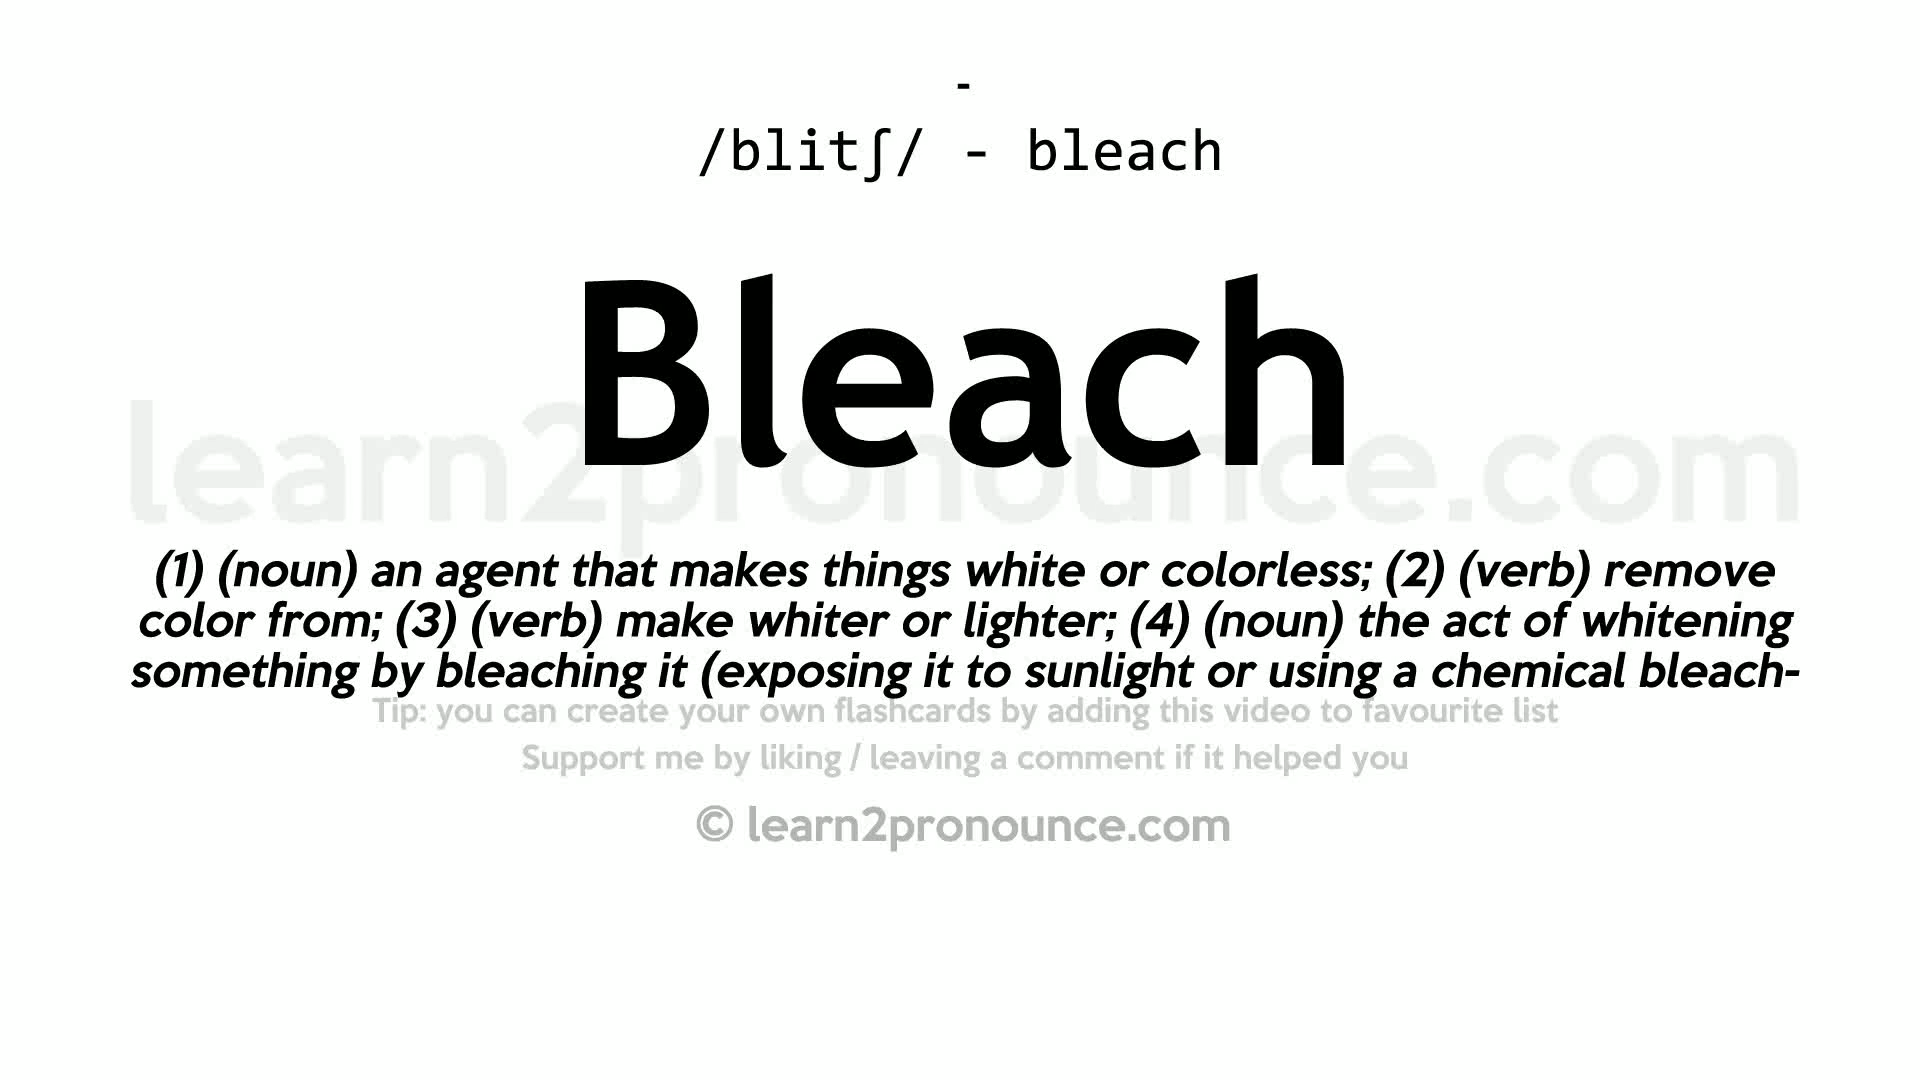 -
/blitʃ/ - bleach
Bleach
learn2pronounce.com
(1) (noun) an agent that makes things white or colorless; (2) (verb) remove
color from; (3) (verb) make whiter or lighter; (4) (noun) the act of whitening
something by bleaching it (exposing it to sunlight or using a chemical bleach-
Tip: you can create your own flashcards by adding this video to favourite list
Support me by liking / leaving a comment if it helped you
© learn2pronounce.com